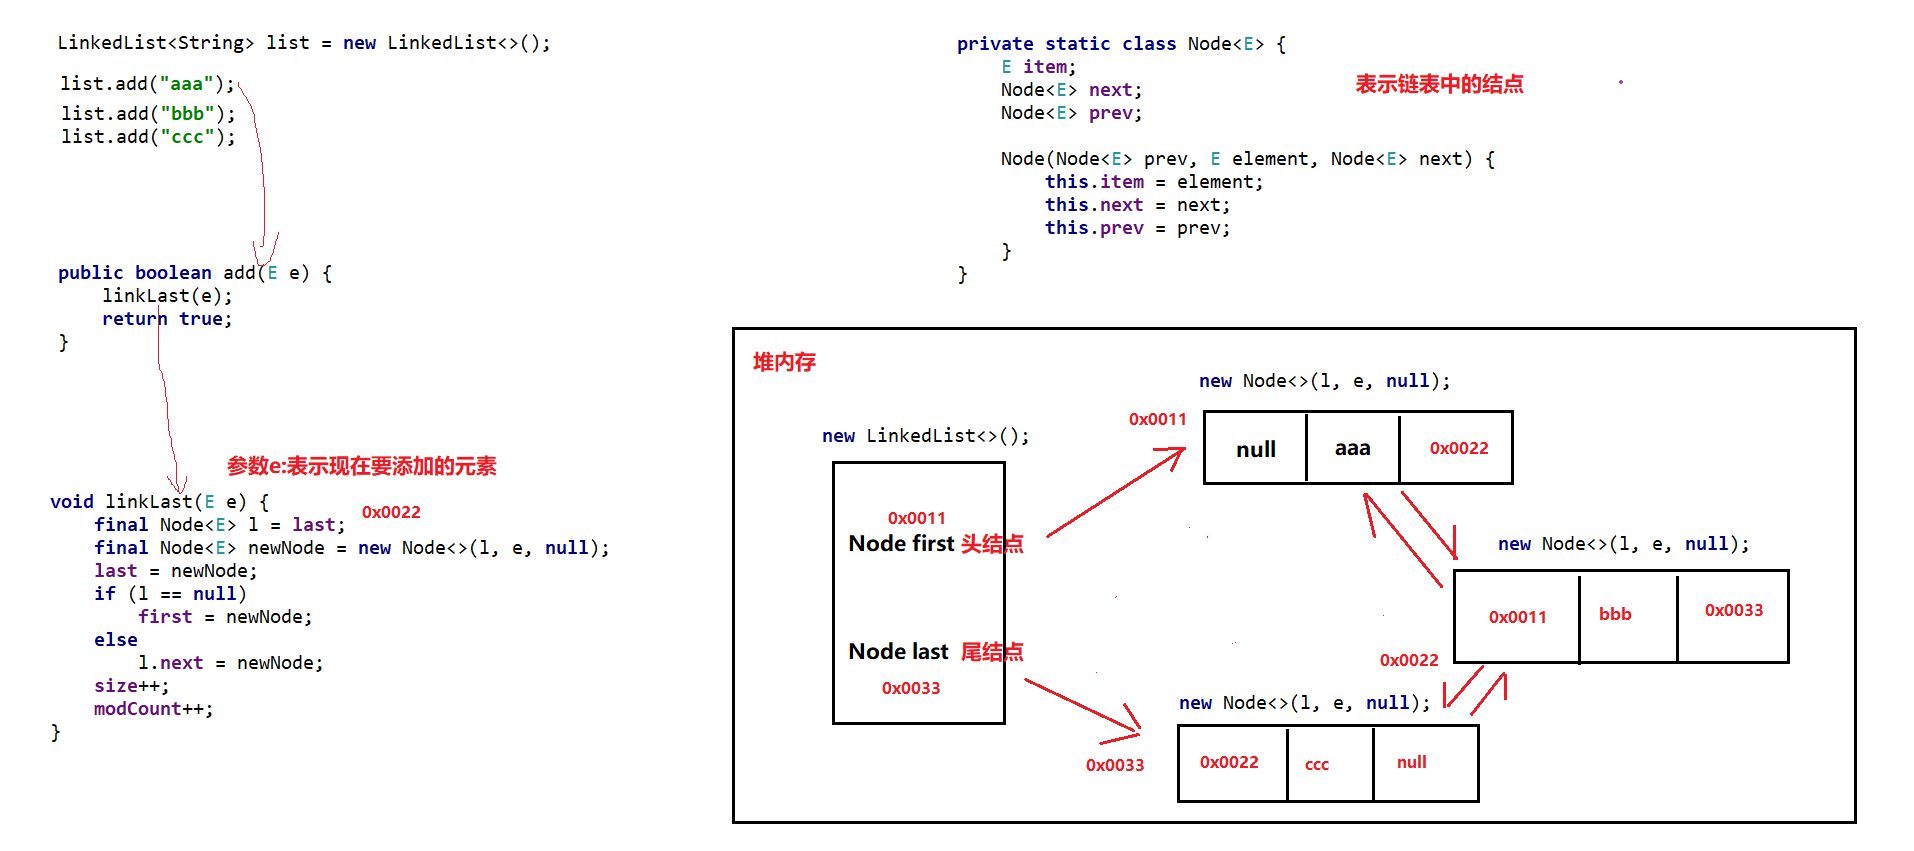 LinkedList<String> list = new LinkedList<>();
list.add("aaa");
list.add("bbb");
list.add("ccc");
public boolean add(E e) {
    linkLast(e);
    return true;
}
参数e:表示现在要添加的元素
void linkLast(E e) {
    final Node<E> l = last;
0x0022
    final Node<E> newNode = new Node<>(l, e, null);
    last = newNode;
    if (l == null)
        first = newNode;
    else
        l.next = newNode;
    size++;
    modCount++;
}
private static class Node<E> {
    E item;
    Node<E> next;
    Node<E> prev;
    Node(Node<E> prev, E element, Node<E> next) {
        this.item = element;
        this.next = next;
        this.prev = prev;
    }
}
表示链表中的结点
堆内存
new LinkedList<>();
0x0011
Node first 头结点
Node last 尾结点
0x0033
new Node<>(l, e, null);
0x0011
null aaa 0x0022
new Node<>(l, e, null);
0x0011 bbb 0x0033
0x0022
new Node<>(l, e, null);
0x0033
0x0022 ccc null